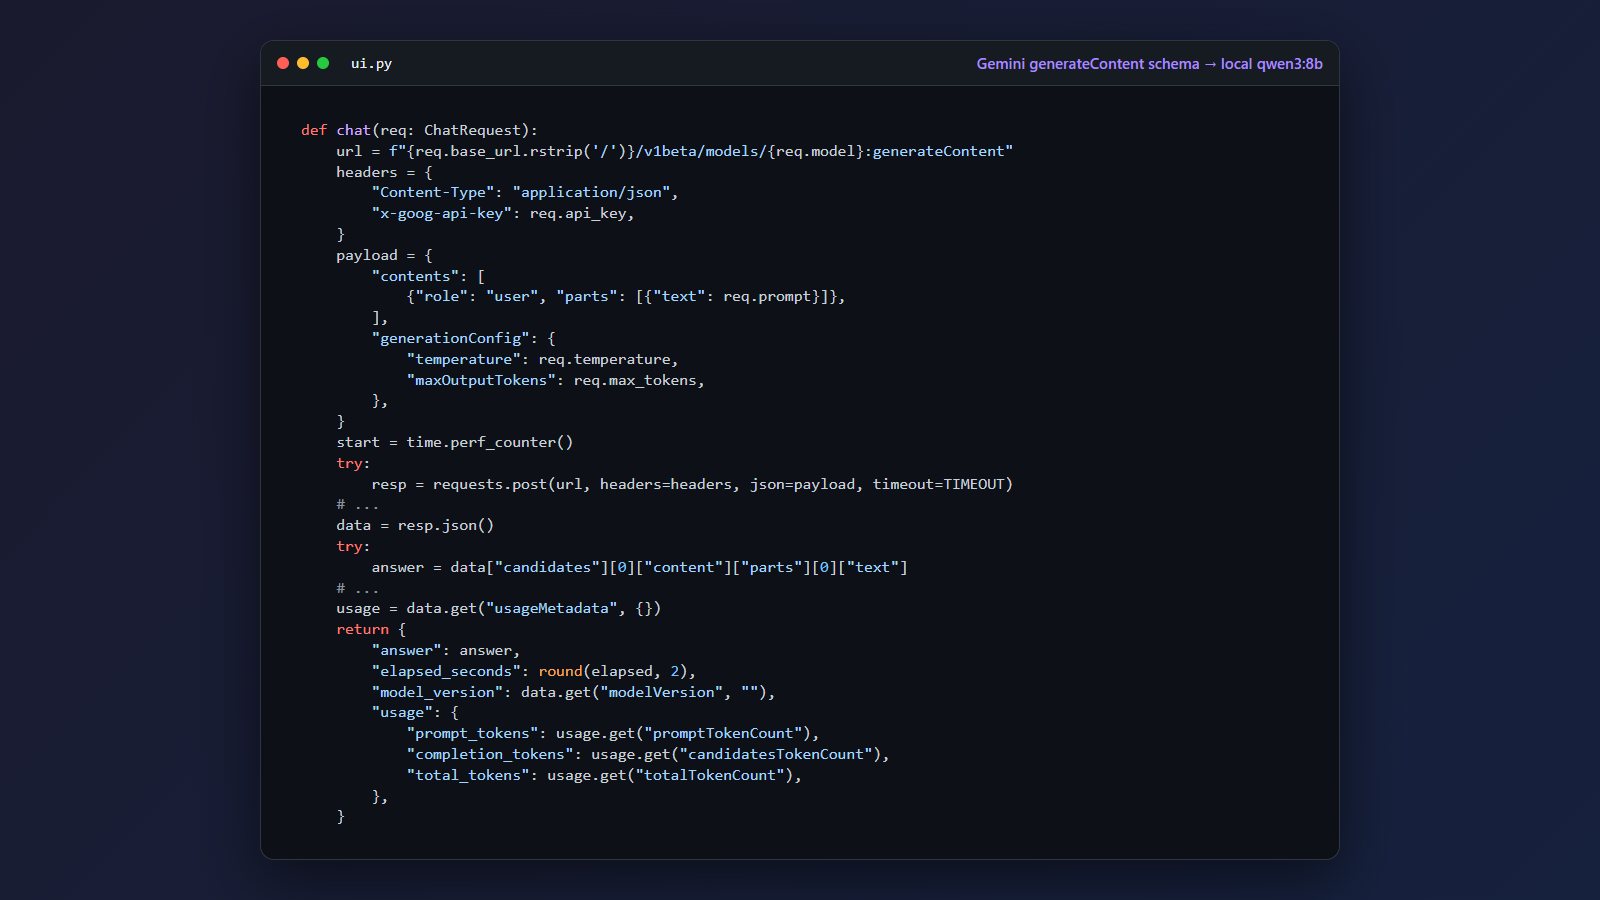 ui.py
Gemini generateContent schema → local qwen3:8b
def chat(req: ChatRequest):
    url = f"{req.base_url.rstrip('/')}/v1beta/models/{req.model}:generateContent"
    headers = {
        "Content-Type": "application/json",
        "x-goog-api-key": req.api_key,
    }
    payload = {
        "contents": [
            {"role": "user", "parts": [{"text": req.prompt}]},
        ],
        "generationConfig": {
            "temperature": req.temperature,
            "maxOutputTokens": req.max_tokens,
        },
    }
    start = time.perf_counter()
    try:
        resp = requests.post(url, headers=headers, json=payload, timeout=TIMEOUT)
    # ...
    data = resp.json()
    try:
        answer = data["candidates"][0]["content"]["parts"][0]["text"]
    # ...
    usage = data.get("usageMetadata", {})
    return {
        "answer": answer,
        "elapsed_seconds": round(elapsed, 2),
        "model_version": data.get("modelVersion", ""),
        "usage": {
            "prompt_tokens": usage.get("promptTokenCount"),
            "completion_tokens": usage.get("candidatesTokenCount"),
            "total_tokens": usage.get("totalTokenCount"),
        },
    }